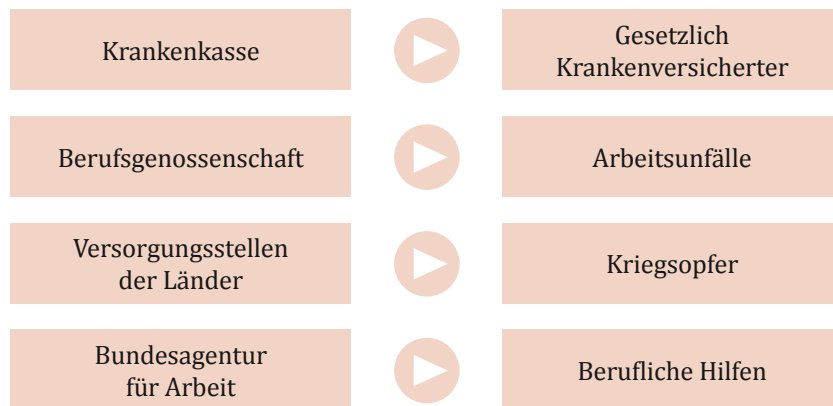 Krankenkasse
Gesetzlich
Krankenversicherter
Berufsgenossenschaft
Arbeitsunfälle
Versorgungsstellen
der Länder
Kriegsopfer
Bundesagentur
für Arbeit
Berufliche Hilfen